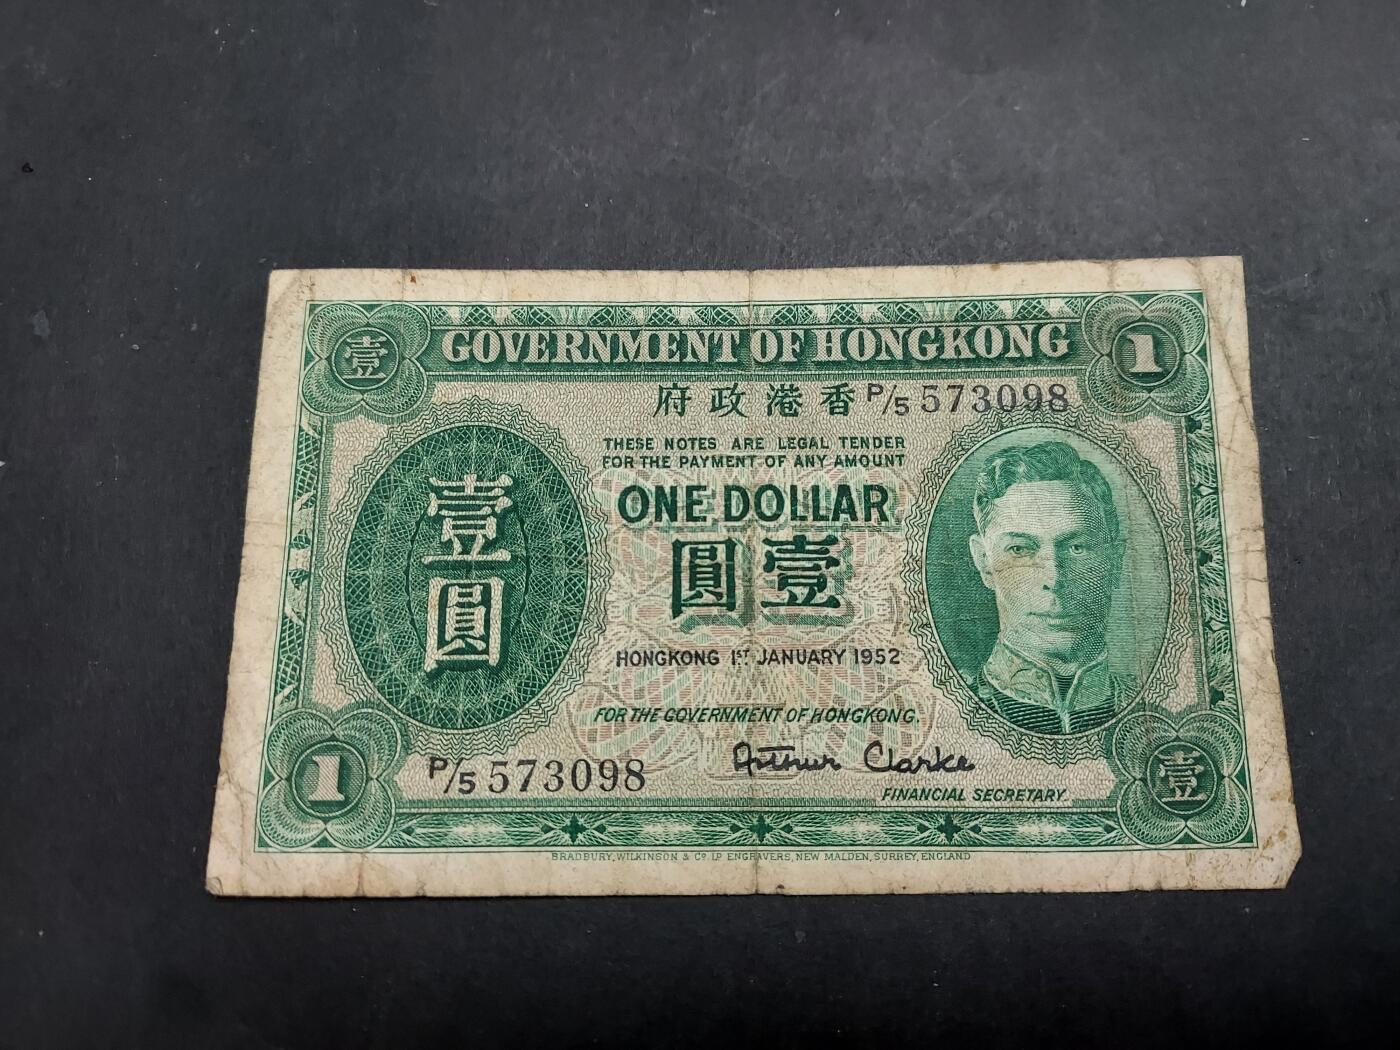 壹
GOVERNMENT OF HONGKONG
1
府政港香
P/5 573098
THESE NOTES ARE LEGAL TENDER
FOR THE PAYMENT OF ANY AMOUNT
ONE DOLLAR
圓壹
壹圓
HONGKONG 1ST JANUARY 1952
FOR THE GOVERNMENT OF HONGKONG.
Arthur Clarke
FINANCIAL SECRETARY
P/5 573098
1
壹
BRADBURY, WILKINSON & Co. LD. ENGRAVERS, NEW MALDEN, SURREY, ENGLAND